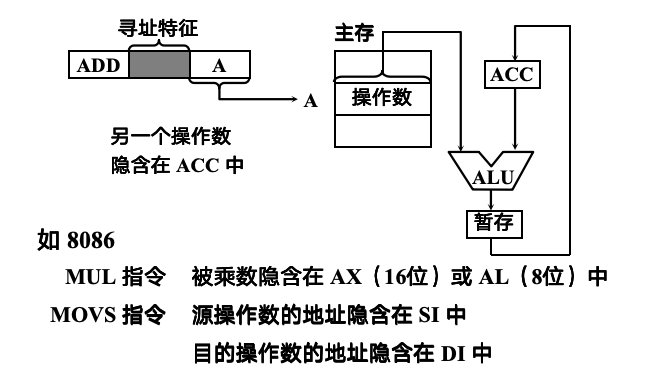 寻址特征
ADD A
A
另一个操作数
隐含在 ACC 中
主存
操作数
ACC
ALU
暂存
如 8086
MUL 指令 被乘数隐含在 AX（16位）或 AL（8位）中
MOVS 指令 源操作数的地址隐含在 SI 中
目的操作数的地址隐含在 DI 中